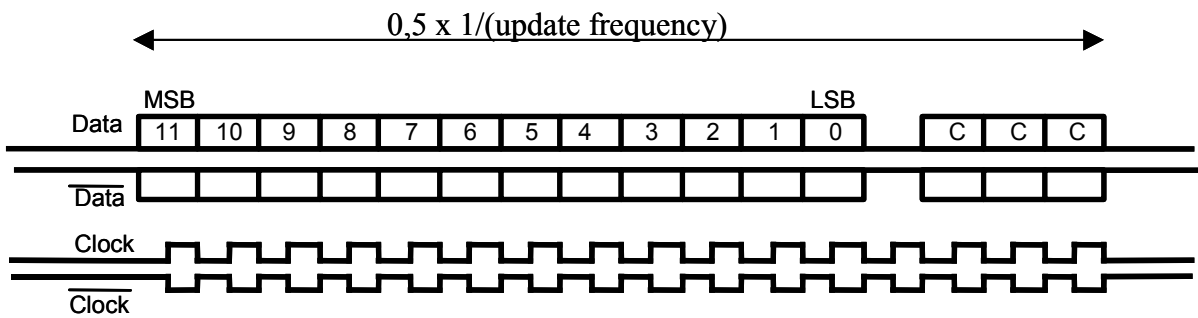 0,5 x 1/(update frequency)
MSB LSB
Data 11 10 9 8 7 6 5 4 3 2 1 0 C C C
Data
Clock
Clock